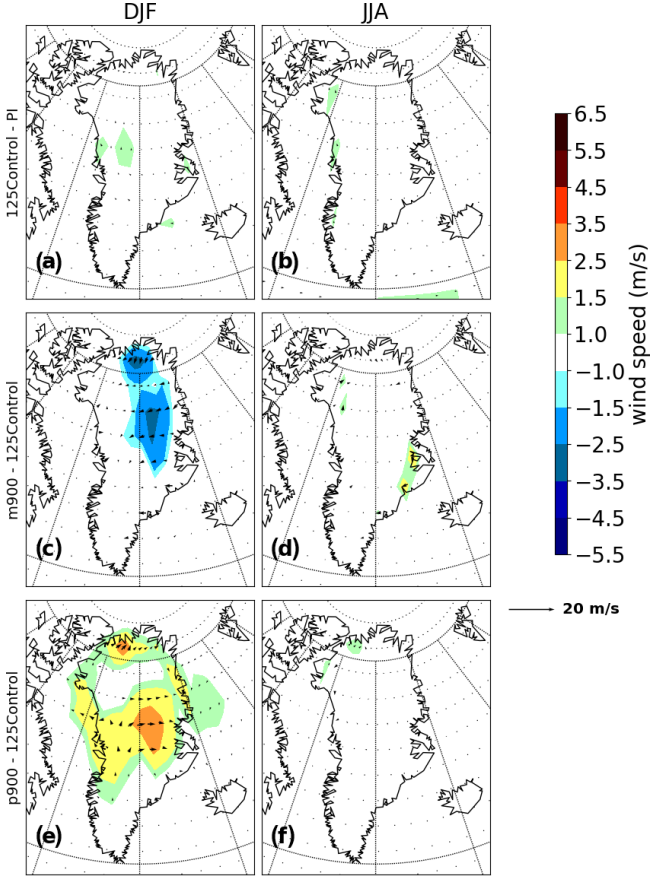 DJF JJA
125Control - PI
(a) (b)
m900 - 125Control
(c) (d)
p900 - 125Control
(e) (f)
6.5
5.5
4.5
3.5
2.5
1.5
1.0
−1.0
−1.5
−2.5
−3.5
−4.5
−5.5
wind speed (m/s)
20 m/s